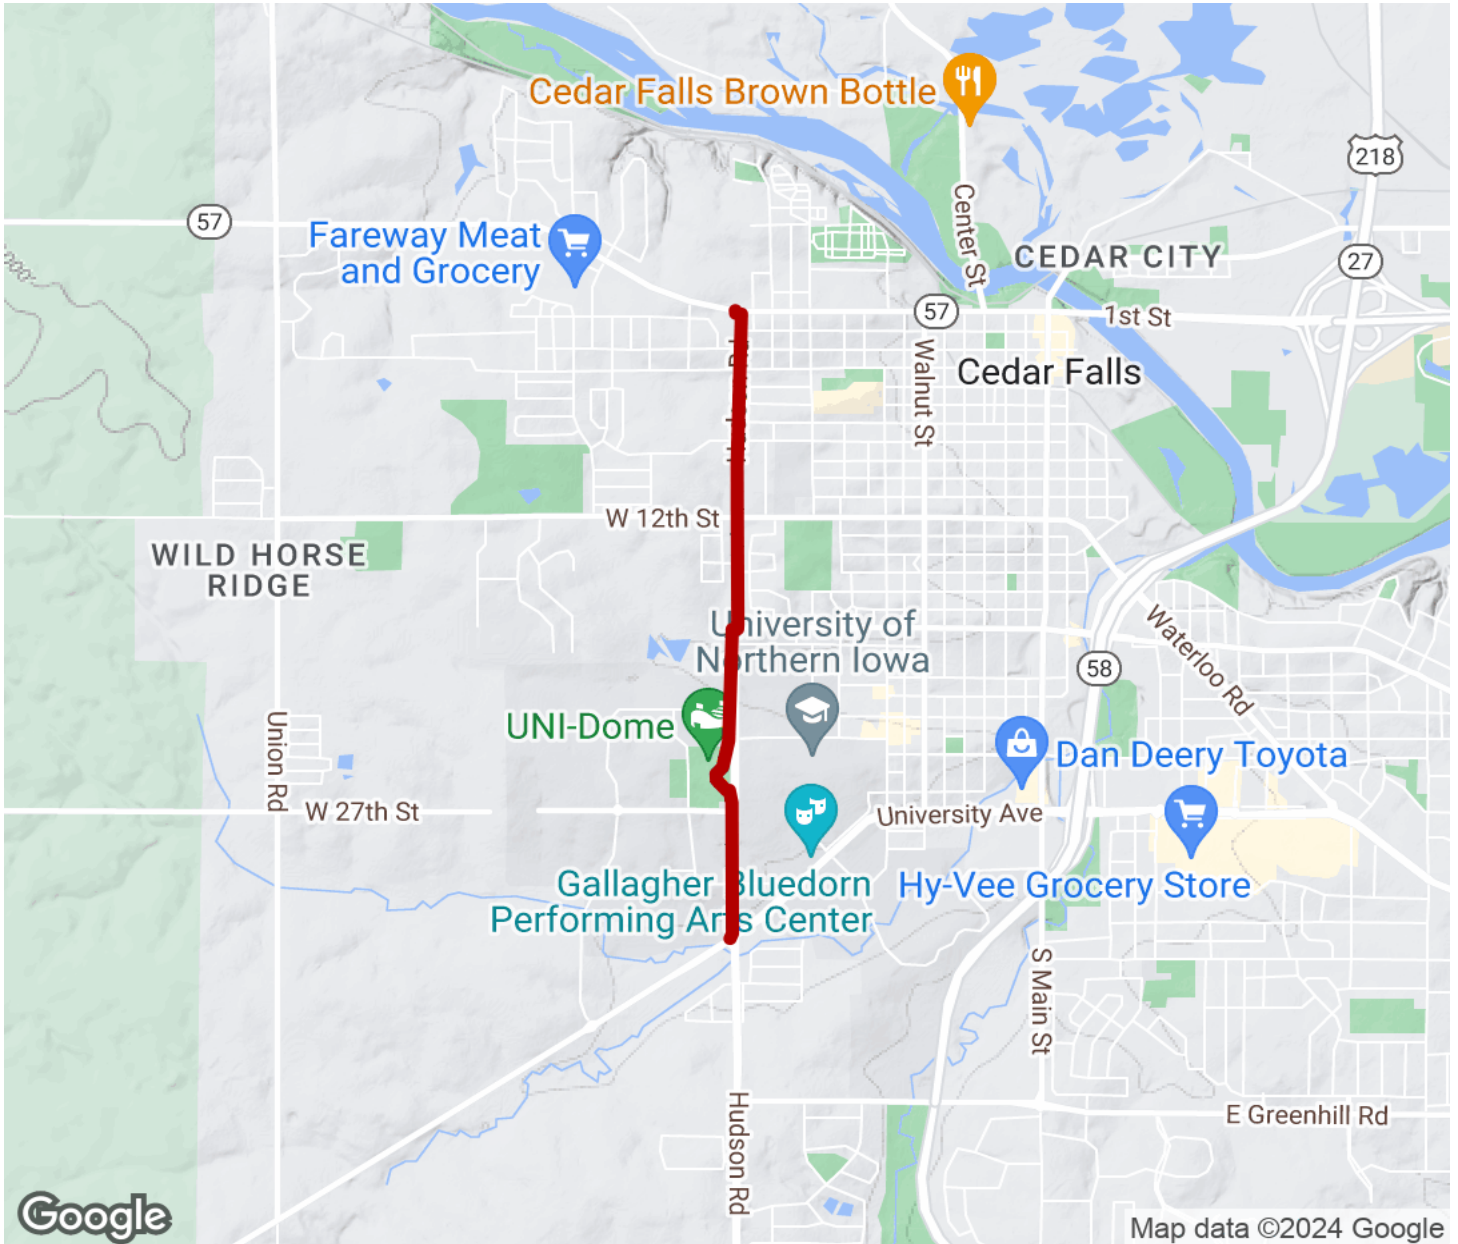 Cedar Falls Brown Bottle
218
57
Fareway Meat
and Grocery
Center St
CEDAR CITY
27
57
1st St
Walnut St
Cedar Falls
W 12th St
WILD HORSE
RIDGE
University of
Northern Iowa
Waterloo Rd
58
UNI-Dome
Union Rd
Dan Deery Toyota
W 27th St
University Ave
Gallagher Bluedorn
Performing Arts Center
Hy-Vee Grocery Store
S Main St
Hudson Rd
E Greenhill Rd
Google
Map data ©2024 Google